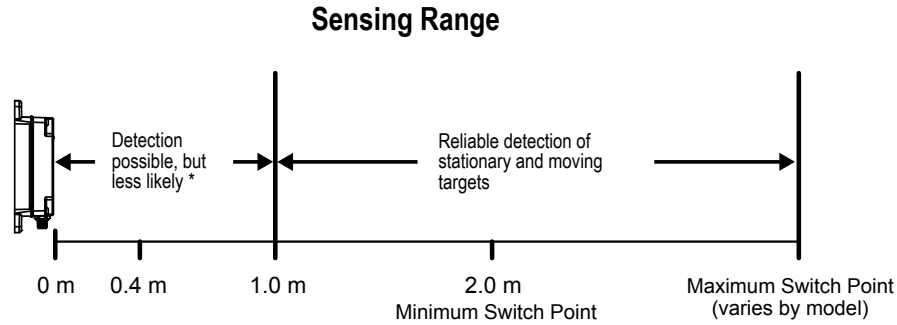 Sensing Range
Detection
possible, but
less likely *
Reliable detection of
stationary and moving
targets
0 m
0.4 m
1.0 m
2.0 m
Minimum Switch Point
Maximum Switch Point
(varies by model)